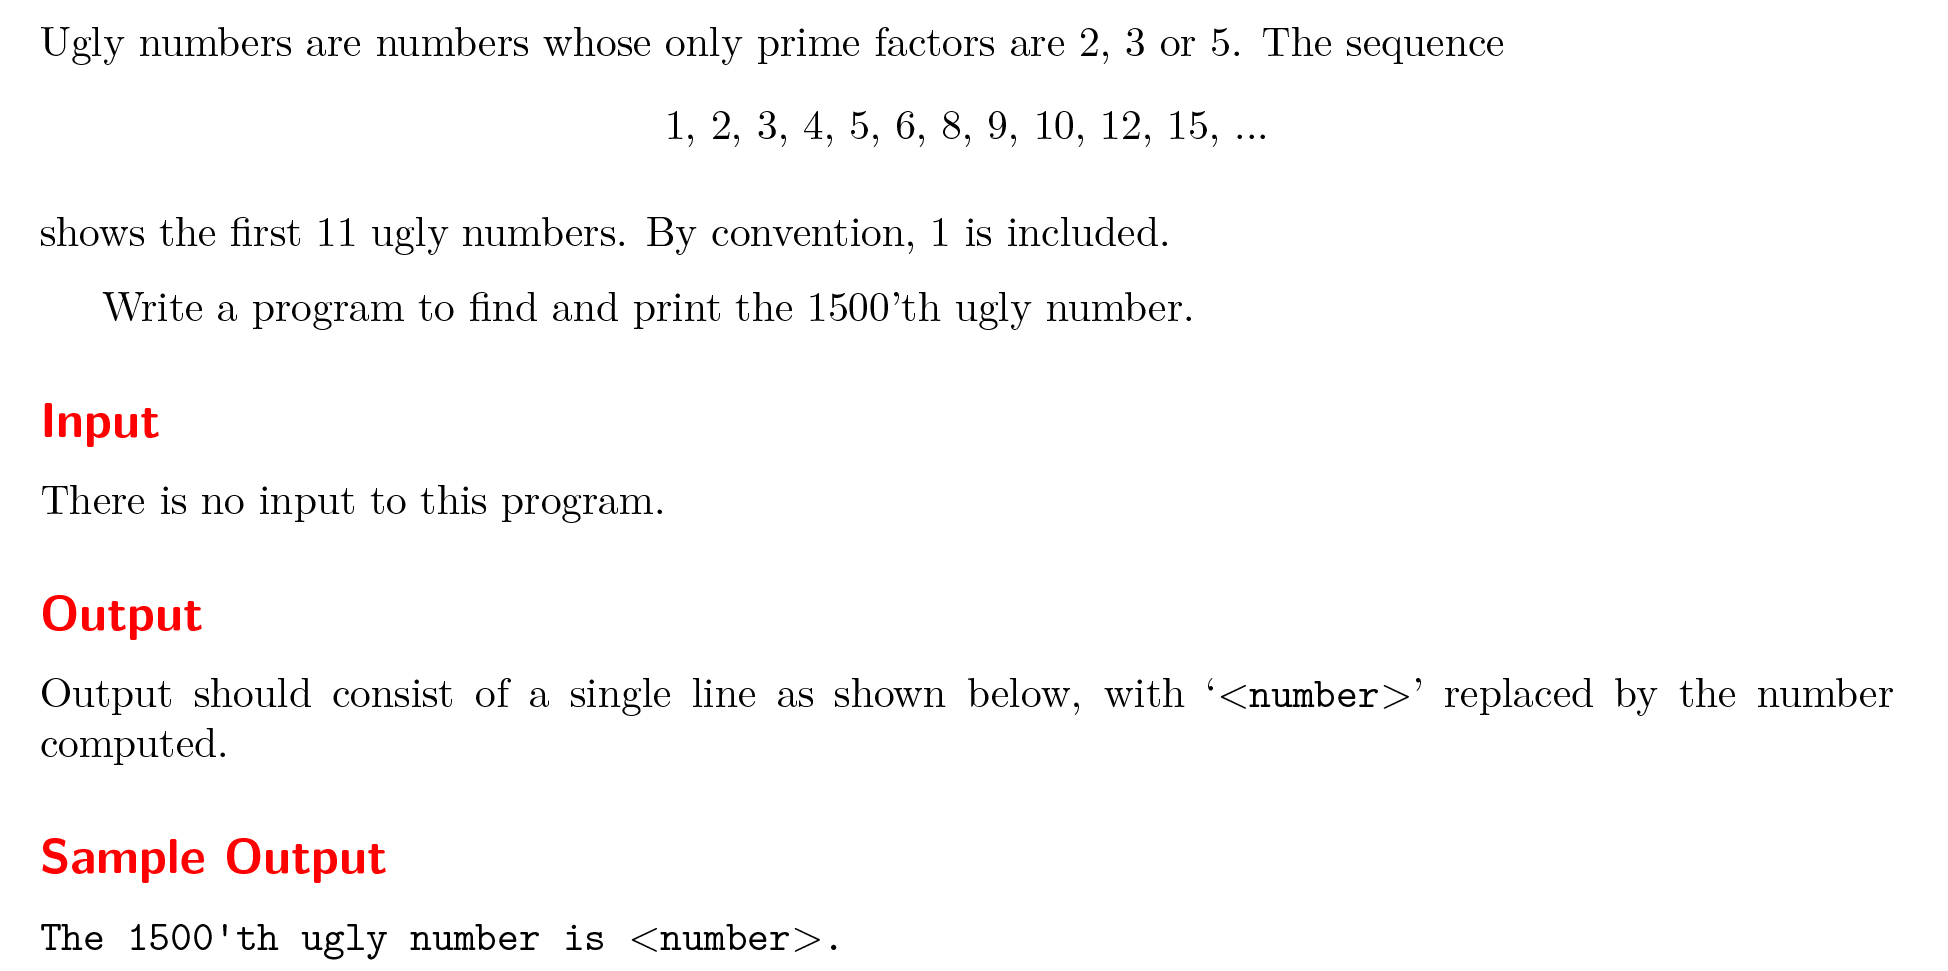 Ugly numbers are numbers whose only prime factors are 2, 3 or 5. The sequence
1, 2, 3, 4, 5, 6, 8, 9, 10, 12, 15, ...
shows the first 11 ugly numbers. By convention, 1 is included.
Write a program to find and print the 1500’th ugly number.
Input
There is no input to this program.
Output
Output should consist of a single line as shown below, with ‘<number>’ replaced by the number
computed.
Sample Output
The 1500'th ugly number is <number>.